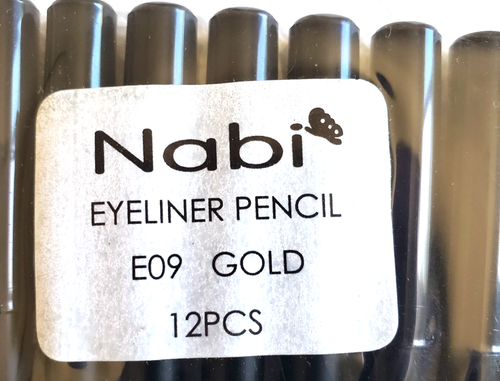 Nabi
EYELINER PENCIL
E09 GOLD
12PCS